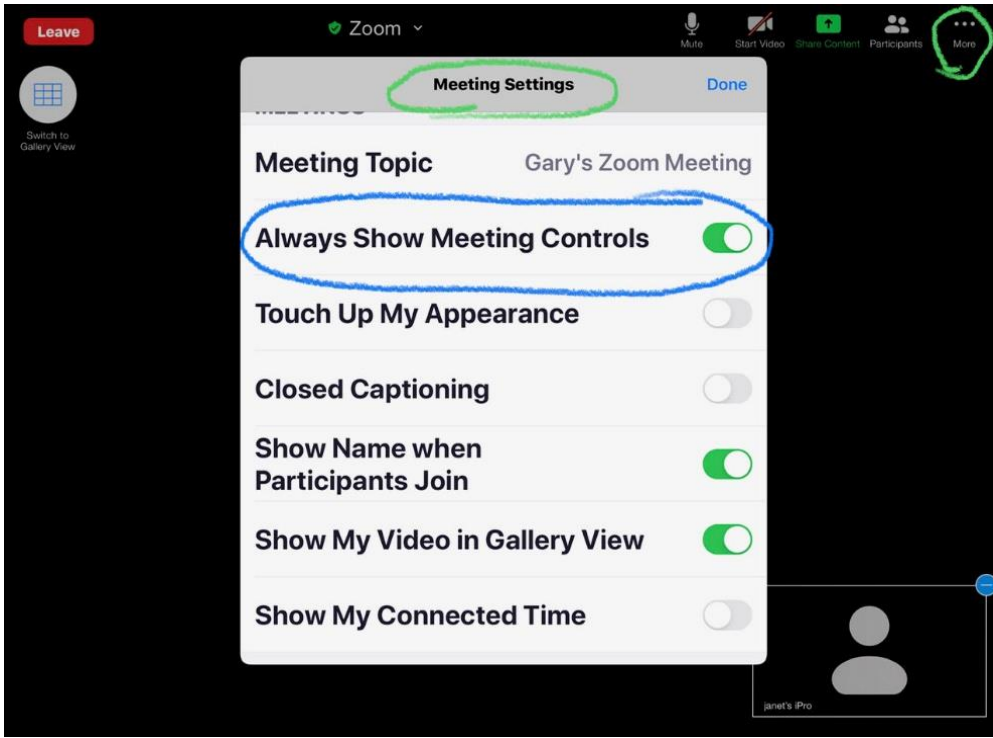 Leave
Zoom
Mute
Start Video
Share Content
Participants
More
Switch to
Gallery View
Meeting Settings
Done
MEETINGS
Meeting Topic
Gary's Zoom Meeting
Always Show Meeting Controls
Touch Up My Appearance
Closed Captioning
Show Name when
Participants Join
Show My Video in Gallery View
Show My Connected Time
janet's iPro